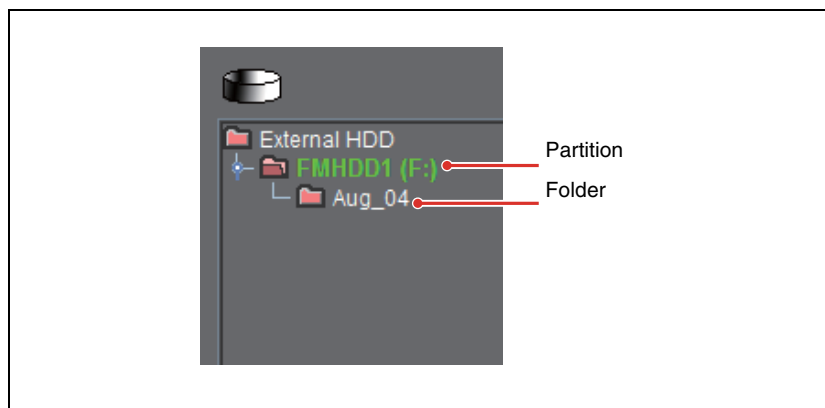 External HDD
FMHDD1 (F:)
Partition
Aug_04
Folder